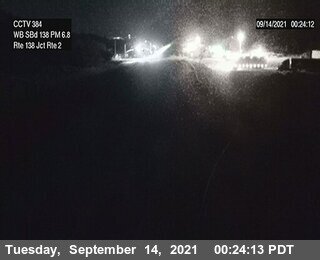 CCTV 384
WB SBd 138 PM 6.8
Rte 138 Jct Rte 2
09/14/2021 00:24:12
Tuesday, September 14, 2021 00:24:13 PDT